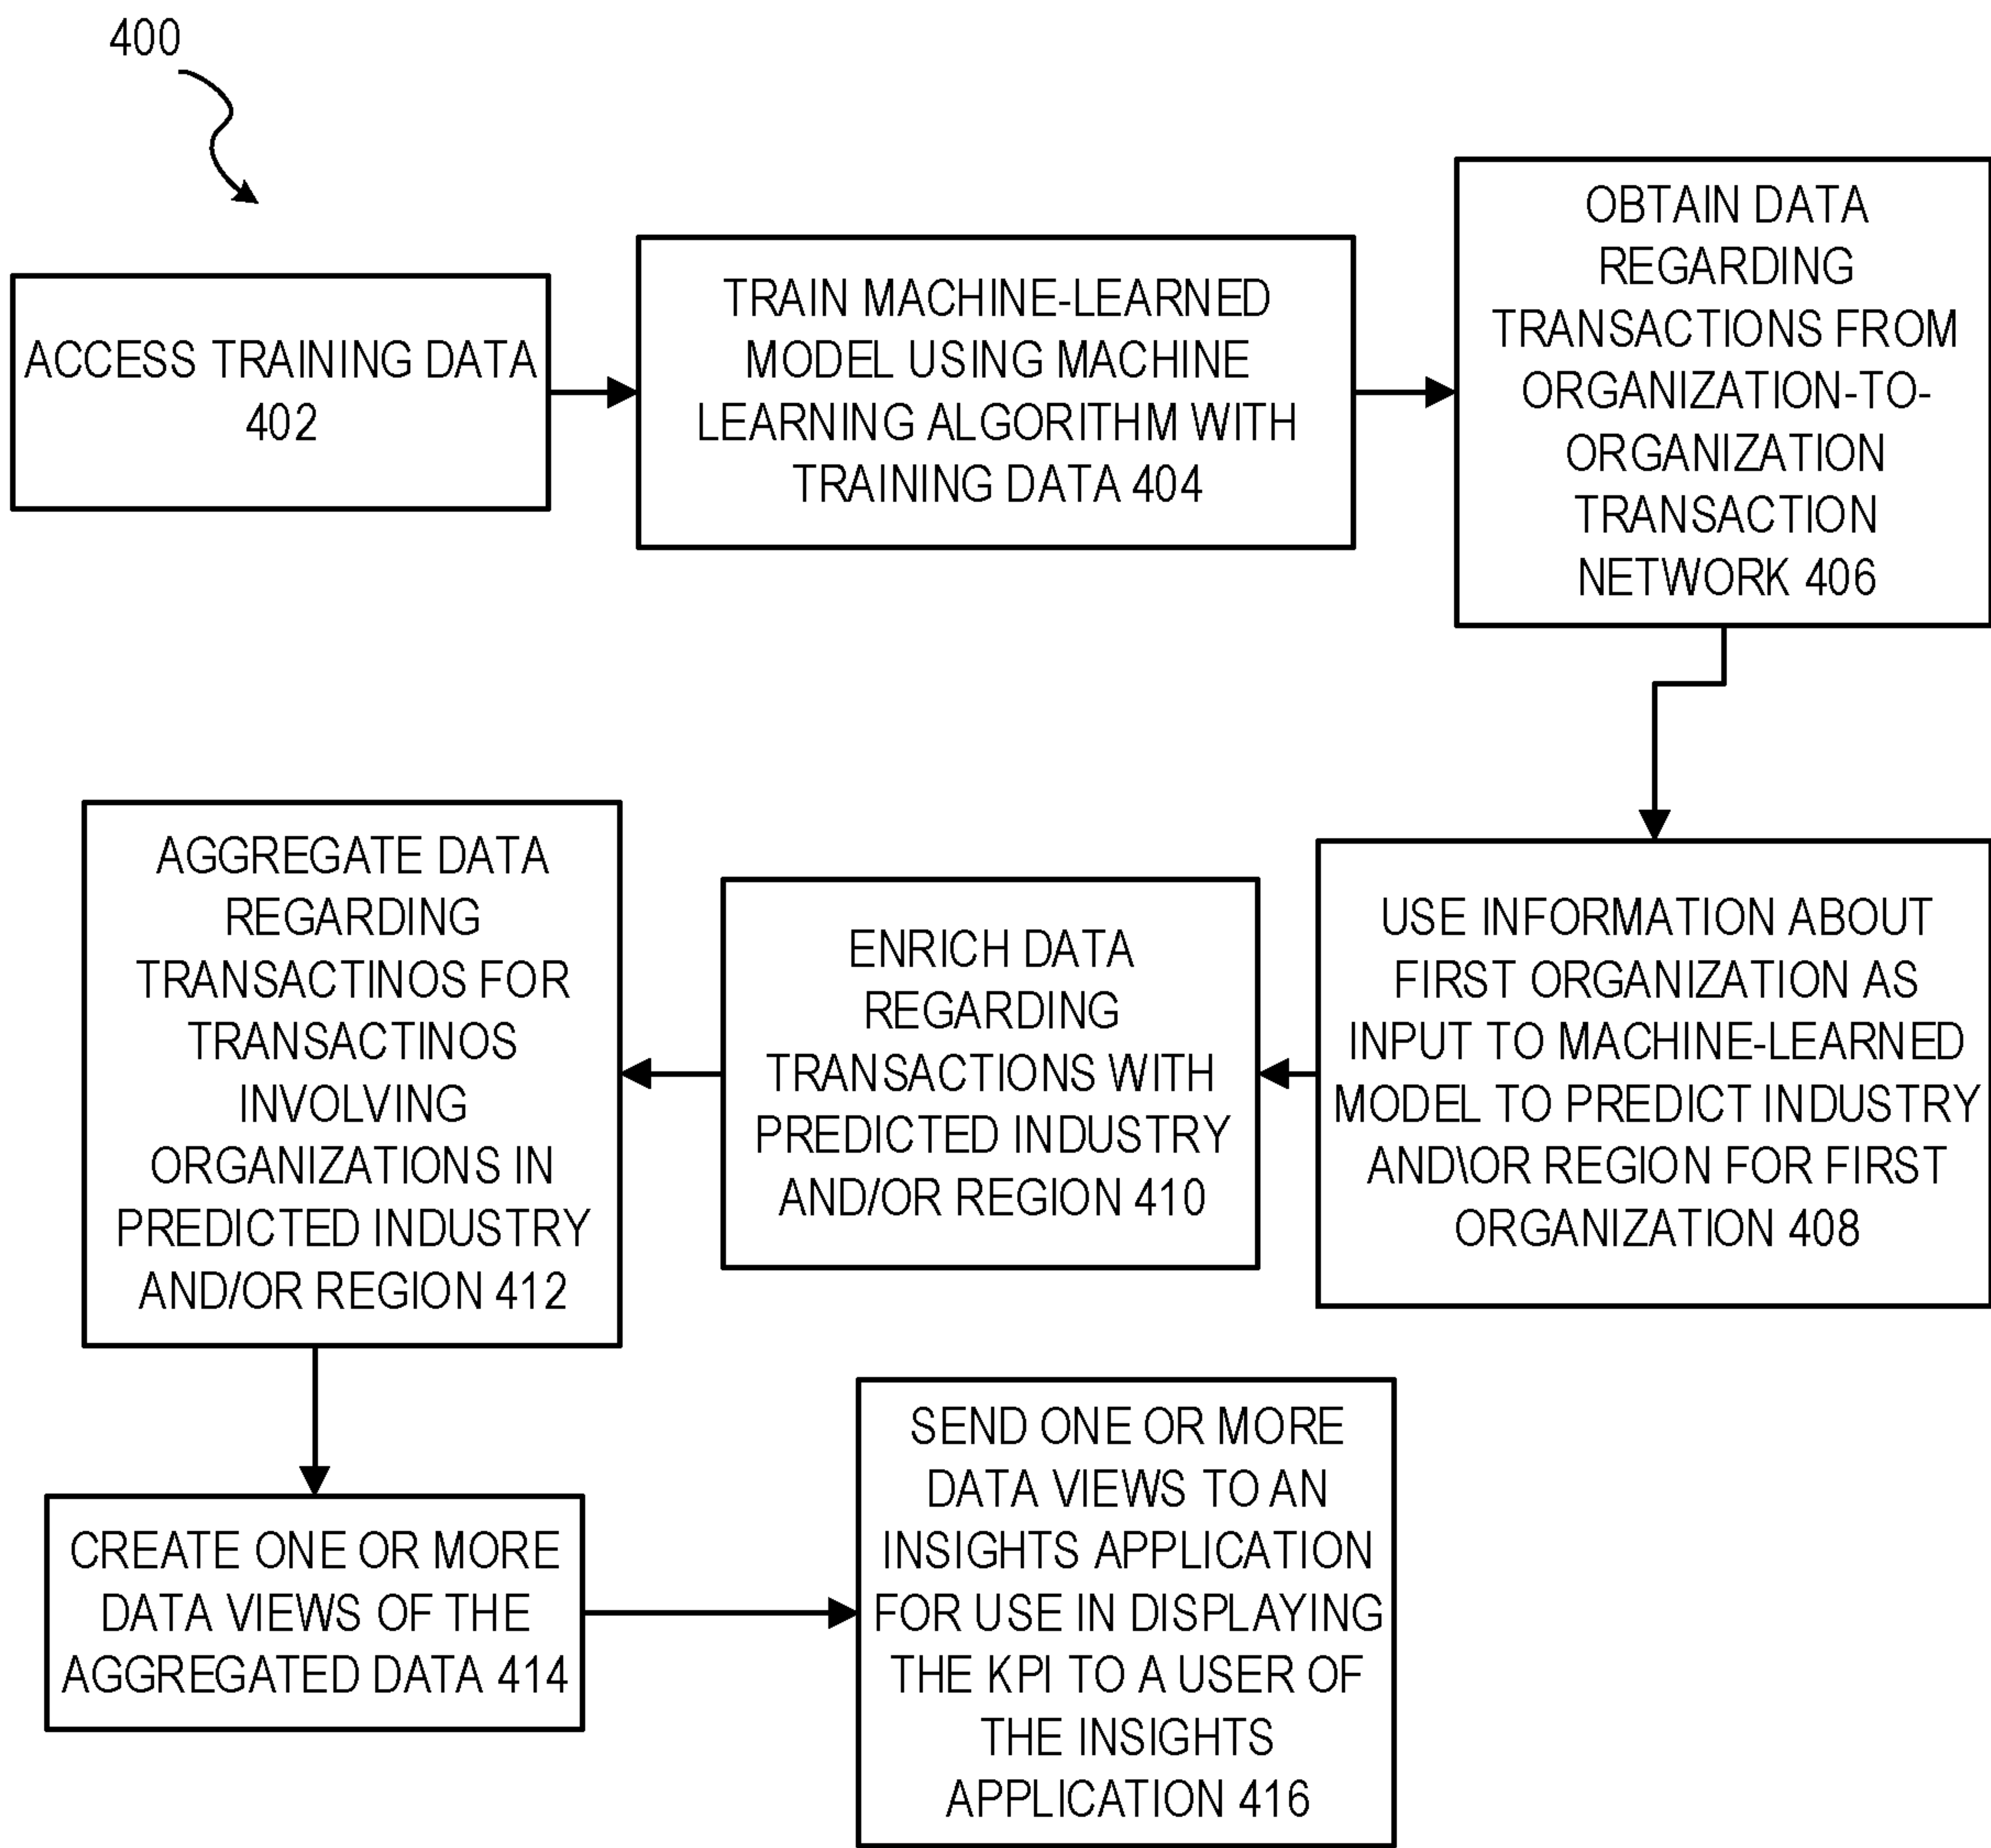 400
ACCESS TRAINING DATA
402
TRAIN MACHINE-LEARNED
MODEL USING MACHINE
LEARNING ALGORITHM WITH
TRAINING DATA 404
OBTAIN DATA
REGARDING
TRANSACTIONS FROM
ORGANIZATION-TO-
ORGANIZATION
TRANSACTION
NETWORK 406
USE INFORMATION ABOUT
FIRST ORGANIZATION AS
INPUT TO MACHINE-LEARNED
MODEL TO PREDICT INDUSTRY
AND\OR REGION FOR FIRST
ORGANIZATION 408
ENRICH DATA
REGARDING
TRANSACTIONS WITH
PREDICTED INDUSTRY
AND/OR REGION 410
AGGREGATE DATA
REGARDING
TRANSACTINOS FOR
TRANSACTINOS
INVOLVING
ORGANIZATIONS IN
PREDICTED INDUSTRY
AND/OR REGION 412
CREATE ONE OR MORE
DATA VIEWS OF THE
AGGREGATED DATA 414
SEND ONE OR MORE
DATA VIEWS TO AN
INSIGHTS APPLICATION
FOR USE IN DISPLAYING
THE KPI TO A USER OF
THE INSIGHTS
APPLICATION 416